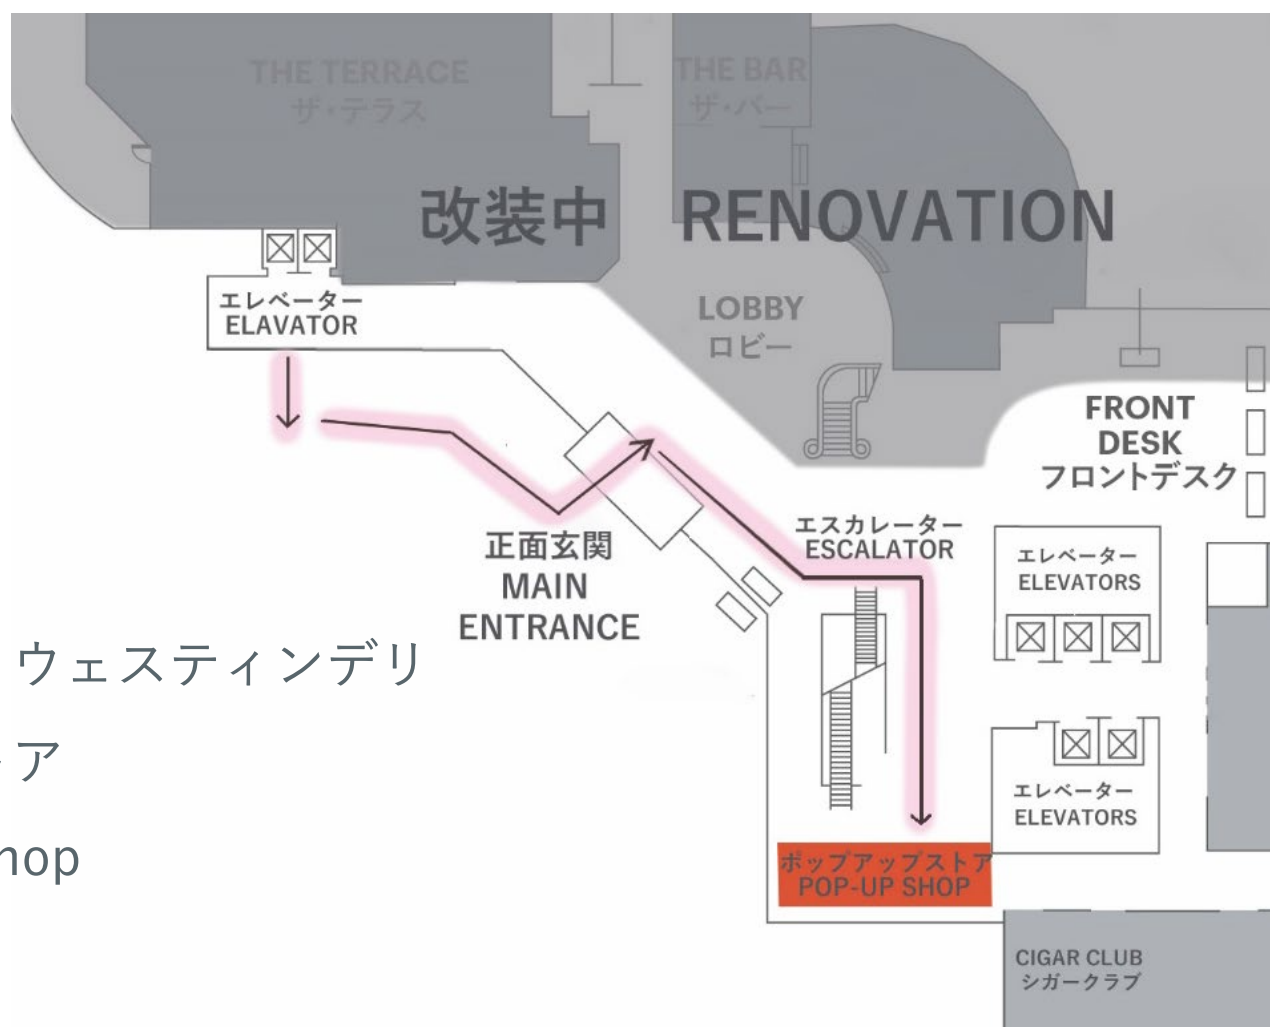 THE TERRACE
ザ・テラス
THE BAR
ザ・バー
改装中 RENOVATION
エレベーター
ELAVATOR
LOBBY
ロビー
FRONT
DESK
フロントデスク
正面玄関
MAIN
ENTRANCE
エスカレーター
ESCALATOR
エレベーター
ELEVATORS
ウェスティンデリ
ア
hop
エレベーター
ELEVATORS
ポップアップストア
POP-UP SHOP
CIGAR CLUB
シガークラブ